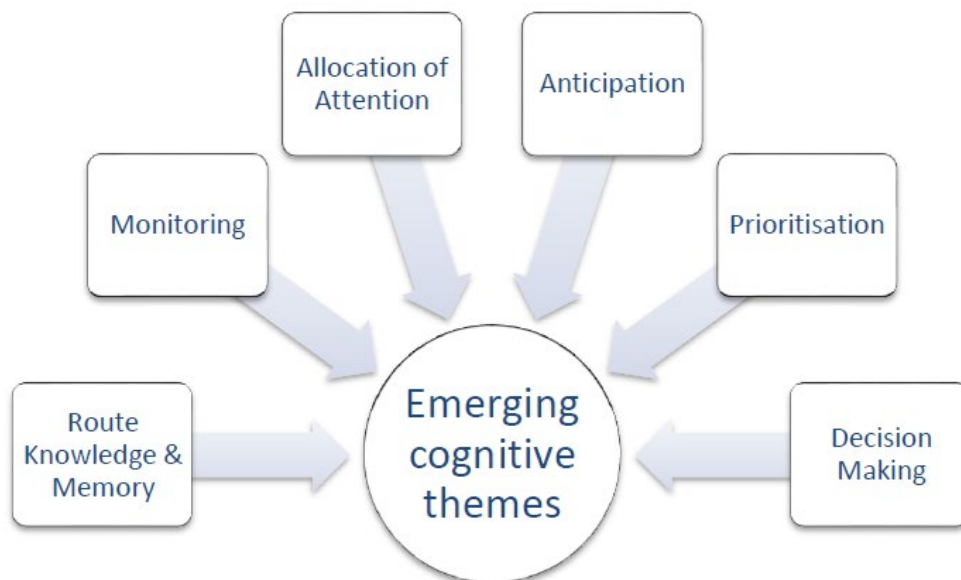 Allocation of
Attention
Anticipation
Monitoring
Prioritisation
Route
Knowledge &
Memory
Emerging
cognitive
themes
Decision
Making